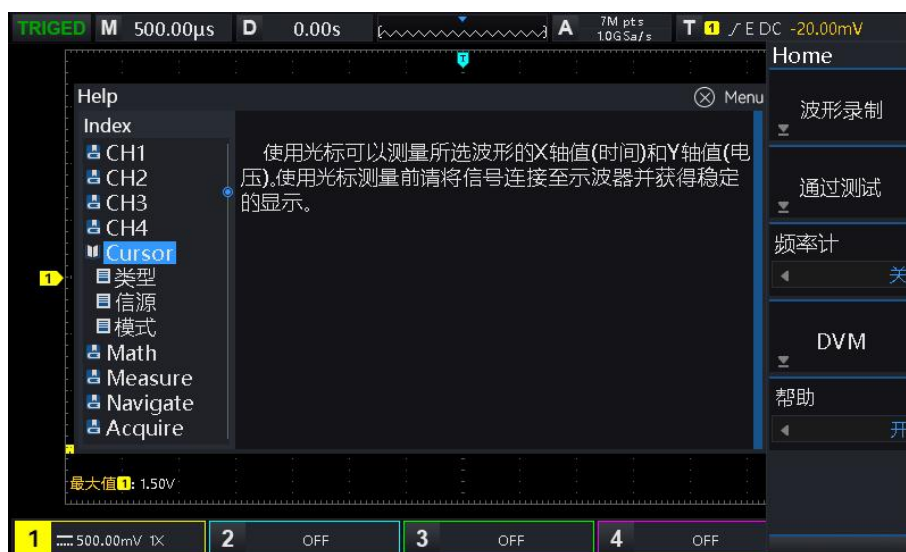 TRIGED M 500.00μs D 0.00s A 7M pts T 1 E DC -20.00mV
1.0GSa/s
T
Home
Help
Menu
Index
CH1
CH2
CH3
CH4
Cursor
类型
信源
模式
Math
Measure
Navigate
Acquire
使用光标可以测量所选波形的X轴值(时间)和Y轴值(电
压)。使用光标测量前请将信号连接至示波器并获得稳定
的显示。
波形录制
通过测试
频率计
关
DVM
帮助
开
1
最大值1: 1.50V
1 500.00mV 1X 2 OFF 3 OFF 4 OFF